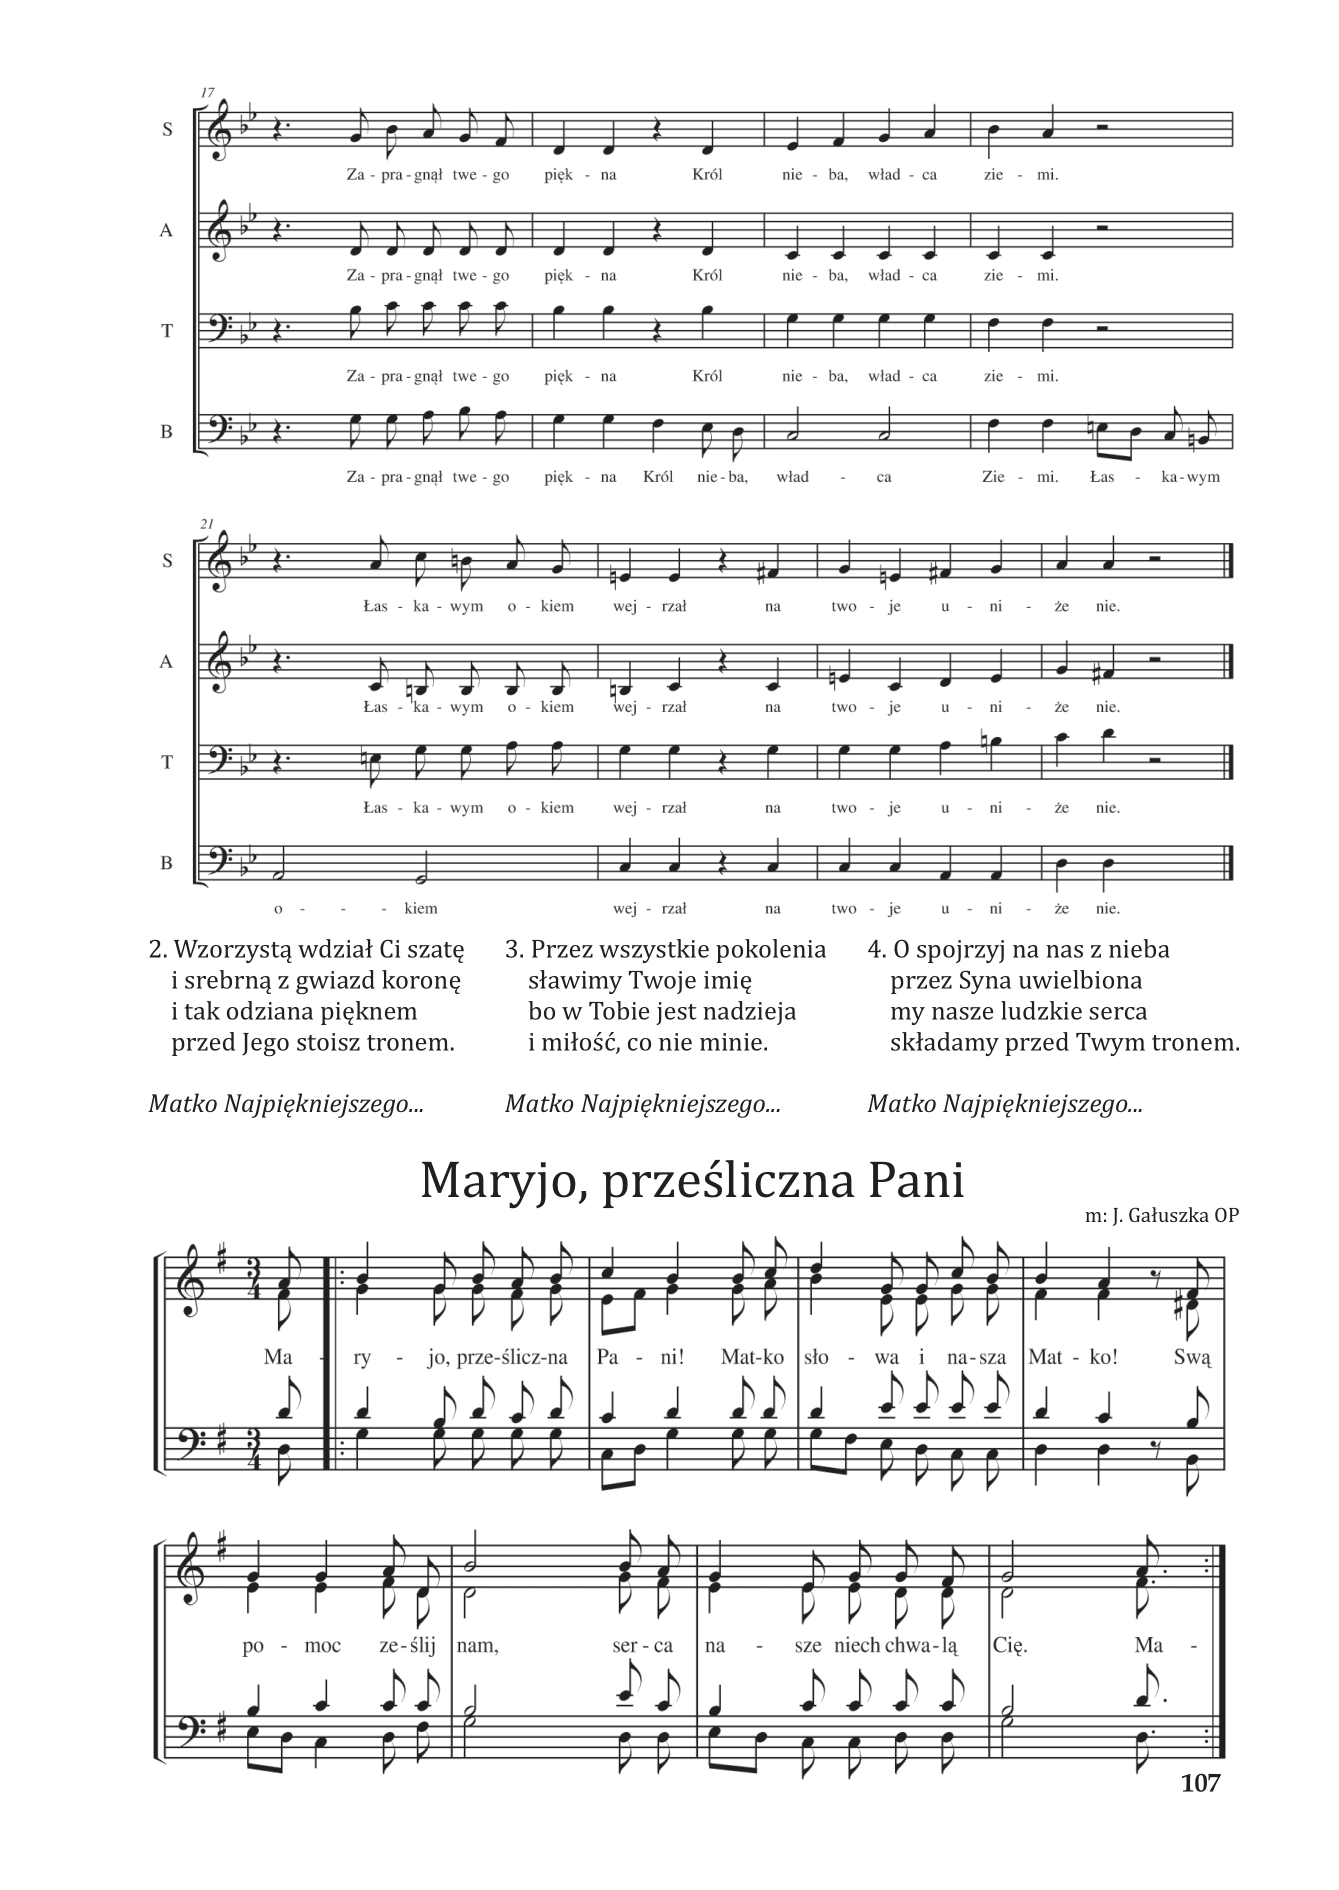 17
S
Za - pra - gnął twe - go pięk - na Król nie - ba, wład - ca zie - mi.
A
Za - pra - gnął twe - go pięk - na Król nie - ba, wład - ca zie - mi.
T
Za - pra - gnął twe - go pięk - na Król nie - ba, wład - ca zie - mi.
B
Za - pra - gnął twe - go pięk - na Król nie - ba, wład - ca Zie - mi. Łas - ka - wym
21
S
Łas - ka - wym o - kiem wej - rzał na two - je u - ni - że nie.
A
Łas - ka - wym o - kiem wej - rzał na two - je u - ni - że nie.
T
Łas - ka - wym o - kiem wej - rzał na two - je u - ni - że nie.
B
o - - - kiem wej - rzał na two - je u - ni - że nie.
2. Wzorzystą wdział Ci szatę
i srebrną z gwiazd koronę
i tak odziana pięknem
przed Jego stoisz tronem.
Matko Najpiękniejszego...
3. Przez wszystkie pokolenia
sławimy Twoje imię
bo w Tobie jest nadzieja
i miłość, co nie minie.
Matko Najpiękniejszego...
4. O spojrzyj na nas z nieba
przez Syna uwielbiona
my nasze ludzkie serca
składamy przed Twym tronem.
Matko Najpiękniejszego...
Maryjo, prześliczna Pani
m: J. Gałuszka OP
3 4
Ma - ry - jo, prze-ślicz-na Pa - ni! Mat-ko sło - wa i na-sza Mat - ko! Swą
3 4
po - moc ze-ślij nam, ser - ca na - sze niech chwa-lą Cię. Ma -
107